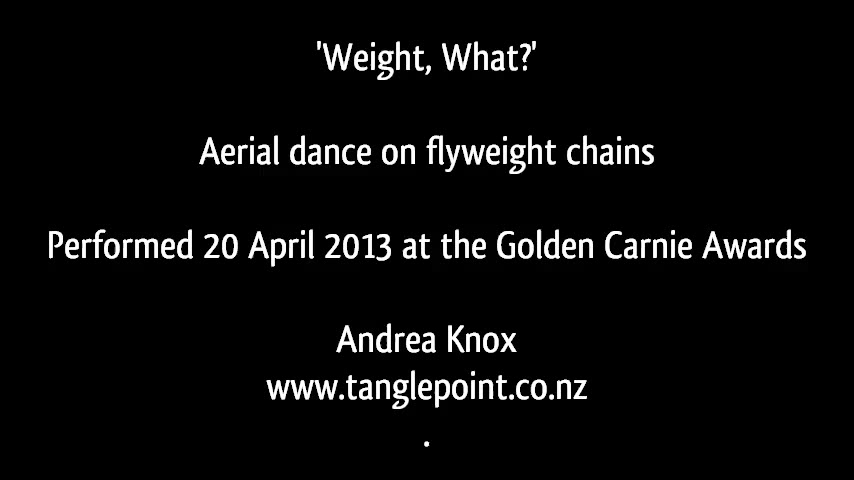 'Weight, What?'
Aerial dance on flyweight chains
Performed 20 April 2013 at the Golden Carnie Awards
Andrea Knox
www.tanglepoint.co.nz
.